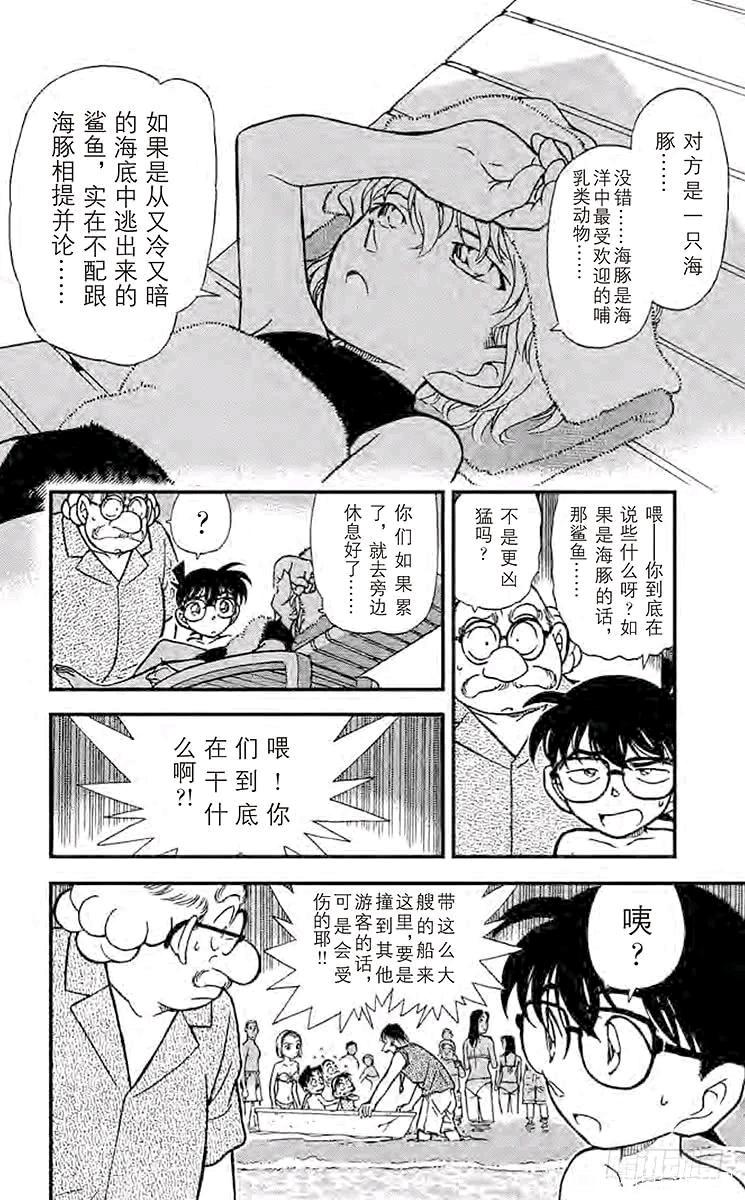 对方是一只海
豚……
没错……海豚是海
洋中最受欢迎的哺
乳类动物……
如果是从又冷又暗
的海底中逃出来的
鲨鱼，实在不配跟
海豚相提并论……
喂——你到底在
说些什么呀？如
果是海豚的话，
那鲨鱼……
不是更凶
猛吗？
你们如果累
了，就去旁边
休息好了……
？
喂！你
们到底
在干什
么啊?!
咦？
带这么大
艘的船来
这里，要是
撞到其他
游客的话，
可是会受
伤的耶!!